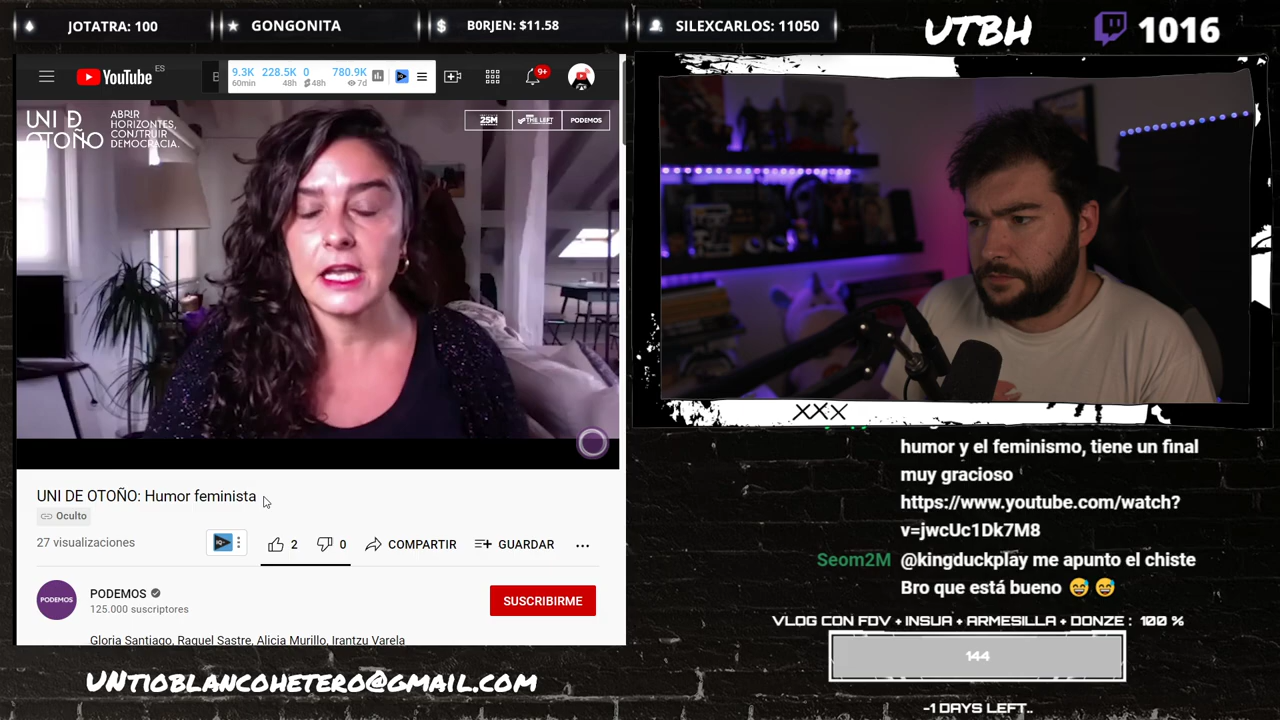 JOTATRA: 100
GONGONITA
B0RJEN: $11.58
SILEXCARLOS: 11050
UTBH
1016
YouTube ES
9.3K 228.5K 0 780.9K
60min 48h 48h 7d
9+
UNI D OTOÑO
ABRIR
HORIZONTES,
CONSTRUIR
DEMOCRACIA.
25M
THE LEFT
PODEMOS
XXX
UNI DE OTOÑO: Humor feminista
Oculto
27 visualizaciones
2
0
COMPARTIR
GUARDAR
PODEMOS
PODEMOS
125.000 suscriptores
SUSCRIBIRME
Gloria Santiago, Raquel Sastre, Alicia Murillo, Irantzu Varela
humor y el feminismo, tiene un final
muy gracioso
https://www.youtube.com/watch?
v=jwcUc1Dk7M8
Seom2M @kingduckplay me apunto el chiste
Bro que está bueno 😅 😅
VLOG CON FDV + INSUA + ARMESILLA + DONZE : 100 %
144
-1 DAYS LEFT..
UNTIOBLANCOHETERO@GMAIL.COM